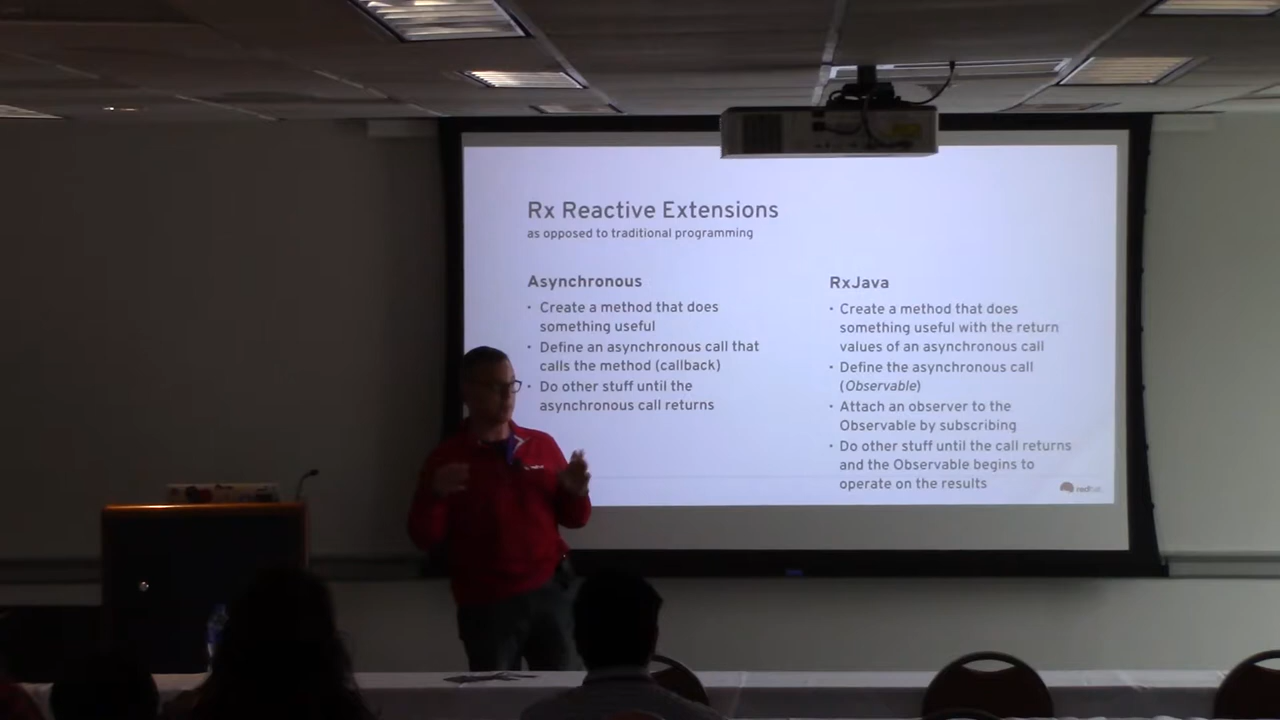 Rx Reactive Extensions
as opposed to traditional programming
Asynchronous
• Create a method that does
something useful
• Define an asynchronous call that
calls the method (callback)
• Do other stuff until the
asynchronous call returns
RxJava
• Create a method that does
something useful with the return
values of an asynchronous call
• Define the asynchronous call
(Observable)
• Attach an observer to the
Observable by subscribing
• Do other stuff until the call returns
and the Observable begins to
operate on the results
redhat